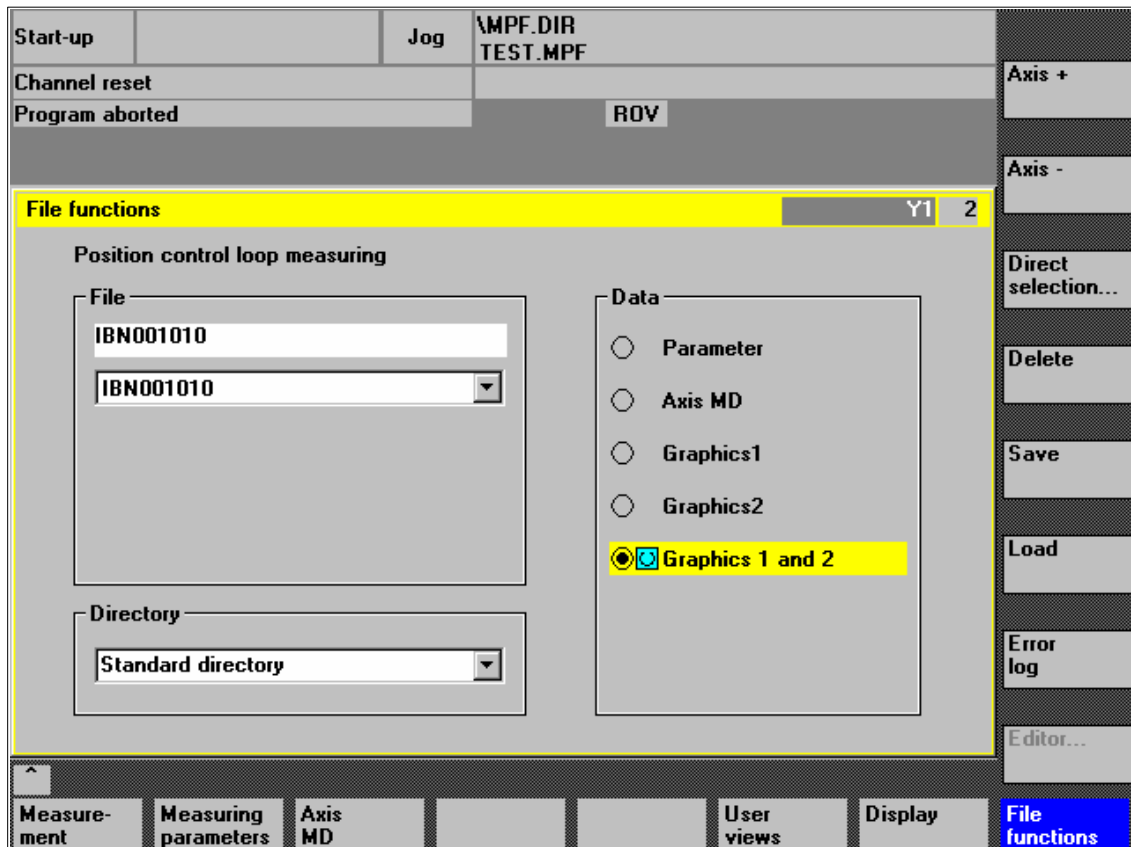 Start-up
Jog
\MPF.DIR
TEST.MPF
Channel reset
Program aborted
ROV
File functions
Y1
2
Position control loop measuring
File
IBN001010
IBN001010
Directory
Standard directory
Data
Parameter
Axis MD
Graphics1
Graphics2
Graphics 1 and 2
Axis +
Axis -
Direct
selection...
Delete
Save
Load
Error
log
Editor...
^
Measure-
ment
Measuring
parameters
Axis
MD
User
views
Display
File
functions